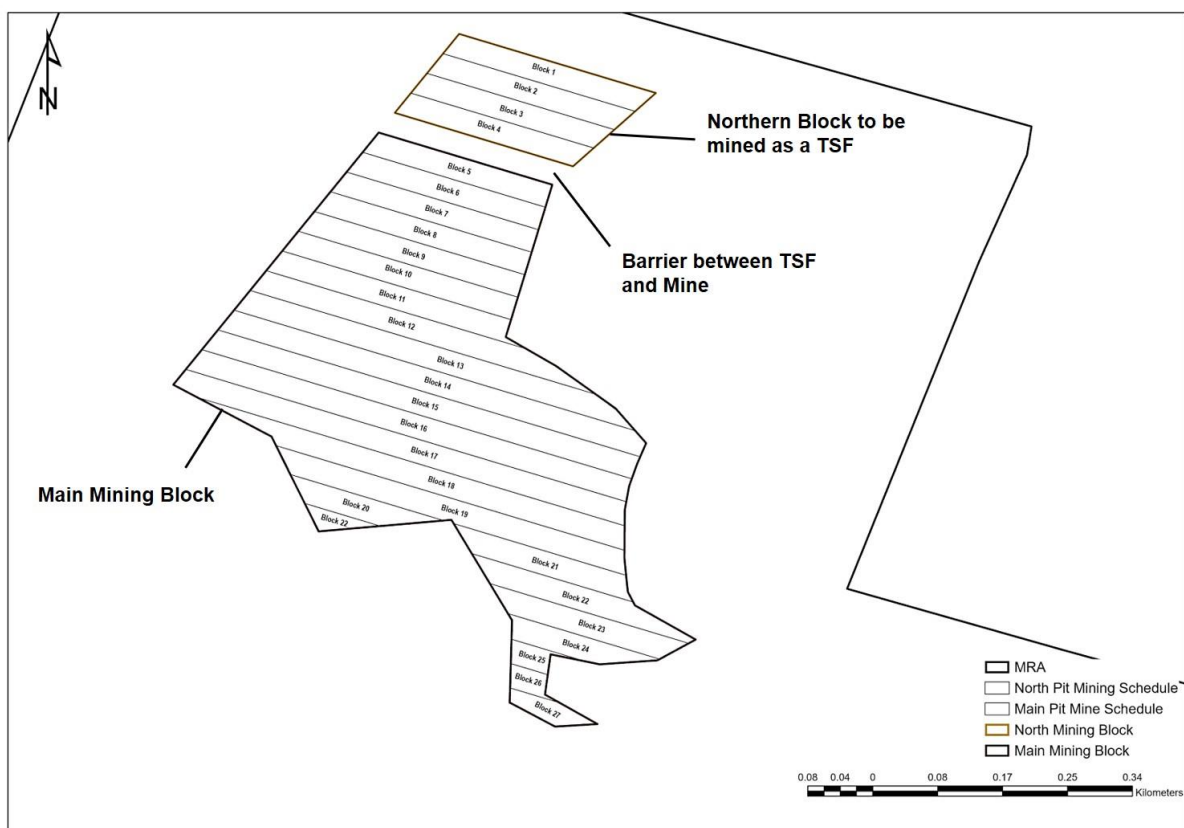 N
Block 1
Block 2
Block 3
Block 4
Northern Block to be
mined as a TSF
Block 5
Block 6
Block 7
Block 8
Block 9
Block 10
Block 11
Block 12
Barrier between TSF
and Mine
Block 13
Block 14
Block 15
Block 16
Block 17
Block 18
Main Mining Block
Block 20
Block 19
Block 22
Block 21
Block 22
Block 23
Block 24
Block 25
Block 26
Block 27
MRA
North Pit Mining Schedule
Main Pit Mine Schedule
North Mining Block
Main Mining Block
0.08 0.04 0 0.08 0.17 0.25 0.34
Kilometers